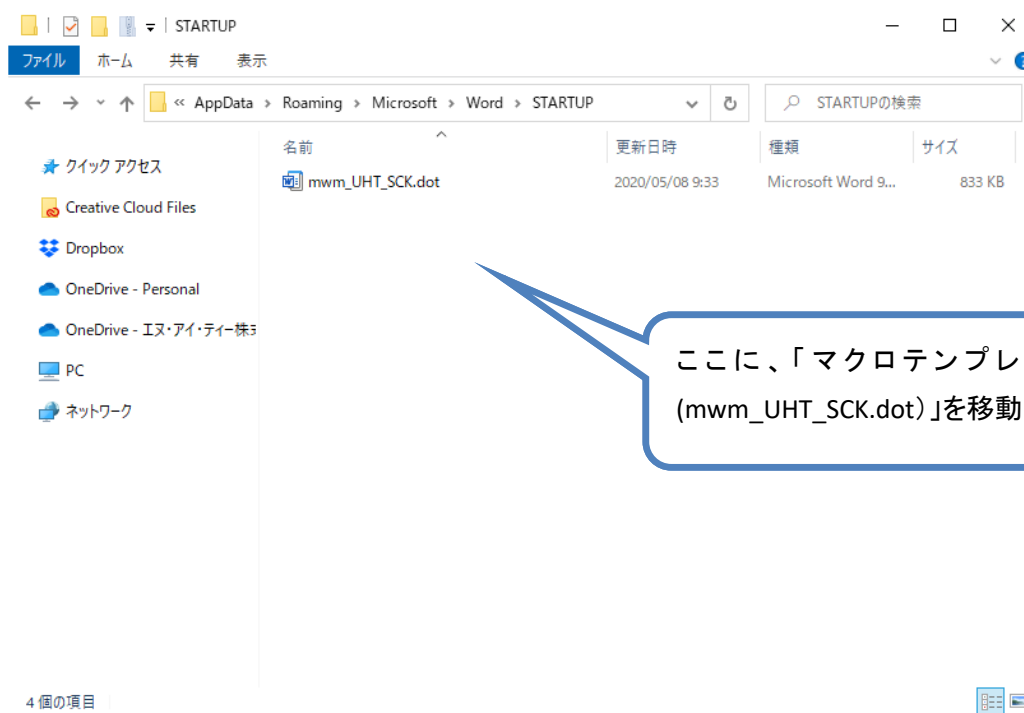 STARTUP
ファイル ホーム 共有 表示
« AppData › Roaming › Microsoft › Word › STARTUP
STARTUPの検索
名前 更新日時 種類 サイズ
mwm_UHT_SCK.dot 2020/05/08 9:33 Microsoft Word 9... 833 KB
クイック アクセス
Creative Cloud Files
Dropbox
OneDrive - Personal
OneDrive - エヌ・アイ・ティー株
PC
ネットワーク
ここに、「マクロテンプレ
(mwm_UHT_SCK.dot)」を移動
4 個の項目